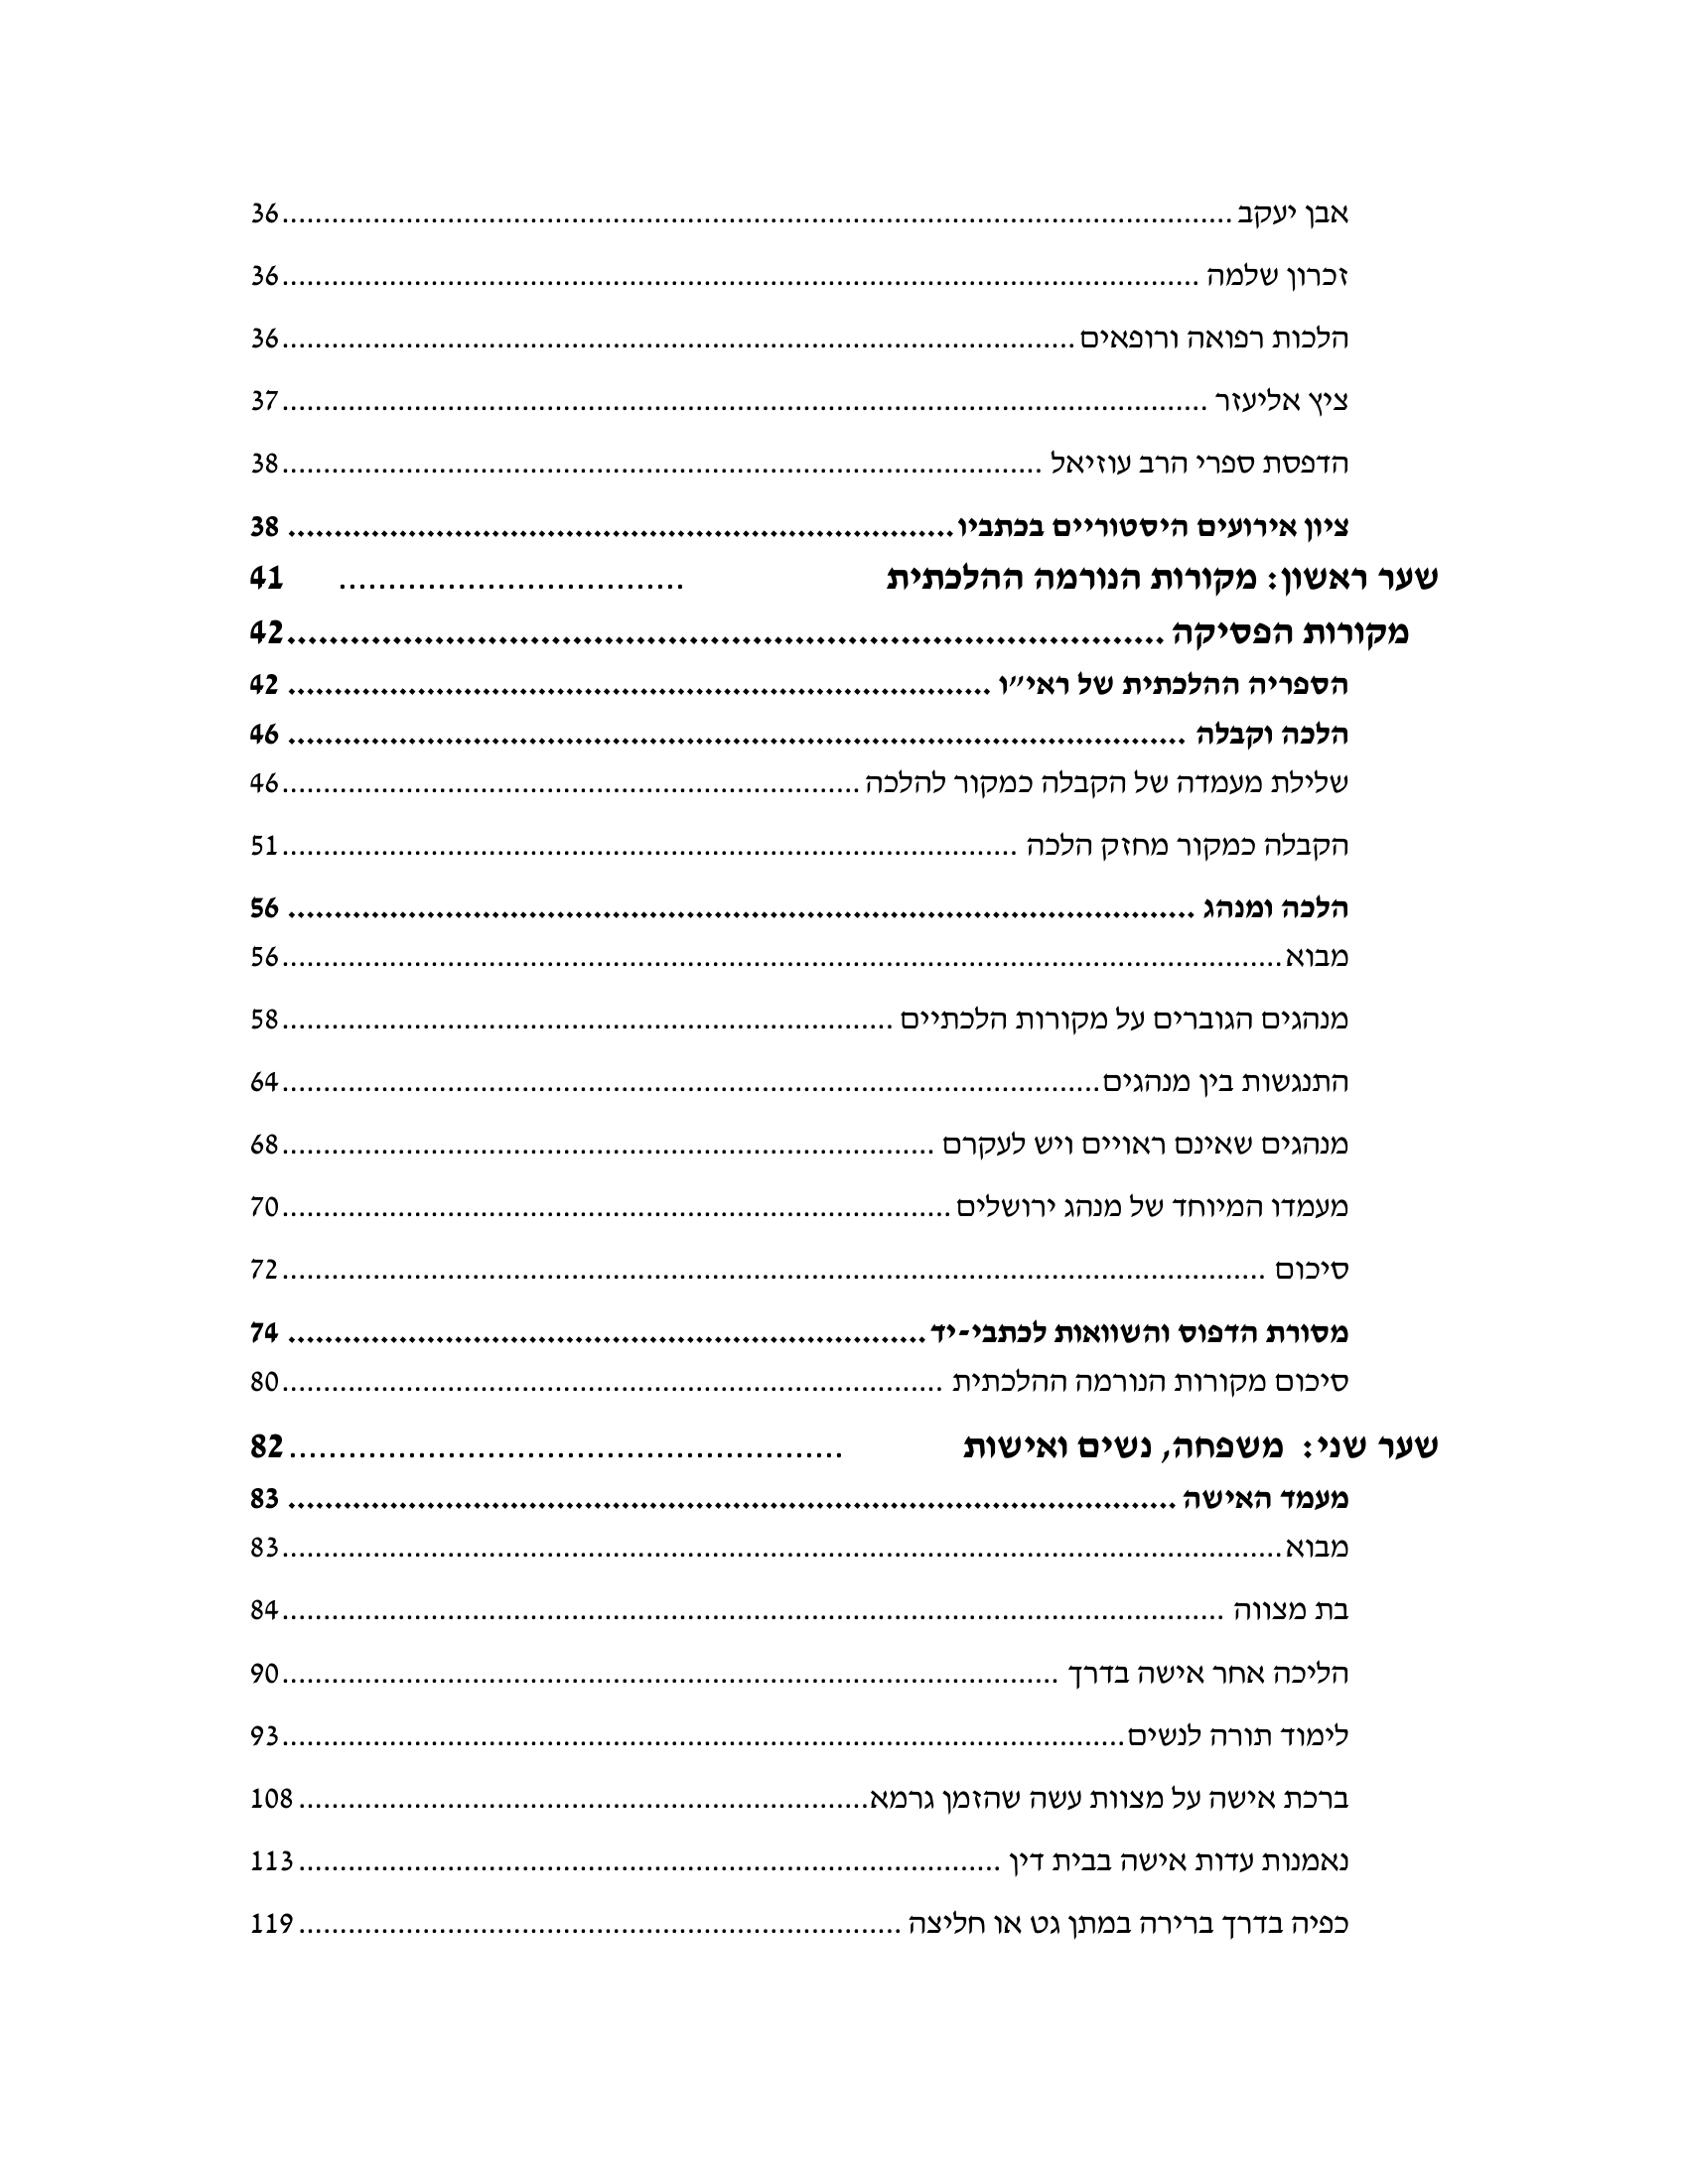 אבן יעקב ........ 36
זכרון שלמה ........ 36
הלכות רפואה ורופאים ........ 36
ציץ אליעזר ........ 37
הדפסת ספרי הרב עוזיאל ........ 38
ציון אירועים היסטוריים בכתביו ........ 38
שער ראשון: מקורות הנורמה ההלכתית ........ 41
מקורות הפסיקה ........ 42
הספריה ההלכתית של ראי״ו ........ 42
הלכה וקבלה ........ 46
שלילת מעמדה של הקבלה כמקור להלכה ........ 46
הקבלה כמקור מחזק הלכה ........ 51
הלכה ומנהג ........ 56
מבוא ........ 56
מנהגים הגוברים על מקורות הלכתיים ........ 58
התנגשות בין מנהגים ........ 64
מנהגים שאינם ראויים ויש לעקרם ........ 68
מעמדו המיוחד של מנהג ירושלים ........ 70
סיכום ........ 72
מסורת הדפוס והשוואות לכתבי-יד ........ 74
סיכום מקורות הנורמה ההלכתית ........ 80
שער שני: משפחה, נשים ואישות ........ 82
מעמד האישה ........ 83
מבוא ........ 83
בת מצווה ........ 84
הליכה אחר אישה בדרך ........ 90
לימוד תורה לנשים ........ 93
ברכת אישה על מצוות עשה שהזמן גרמא ........ 108
נאמנות עדות אישה בבית דין ........ 113
כפיה בדרך ברירה במתן גט או חליצה ........ 119